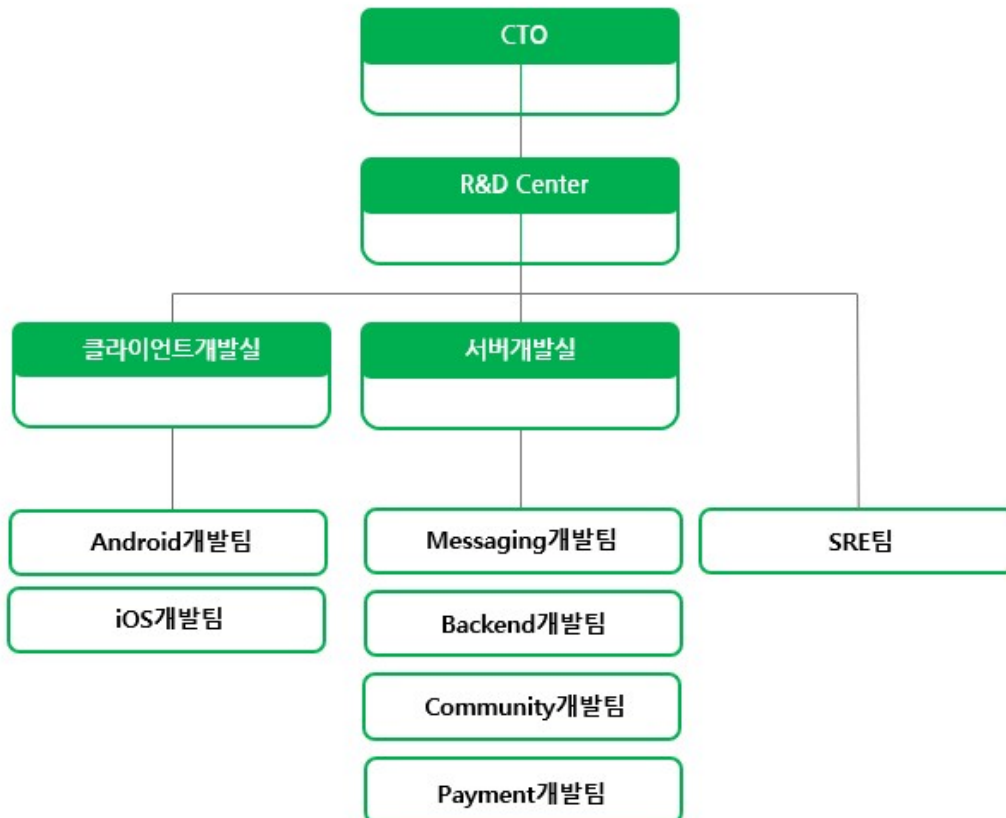 CTO
R&D Center
클라이언트개발실
서버개발실
Android개발팀
Messaging개발팀
SRE팀
iOS개발팀
Backend개발팀
Community개발팀
Payment개발팀